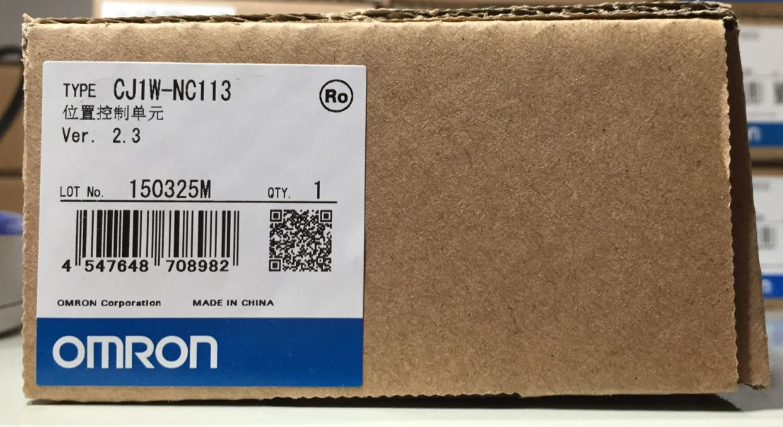 TYPE CJ1W-NC113
Ro
位置控制单元
Ver. 2.3
LOT No. 150325M QTY. 1
4 547648 708982
OMRON Corporation MADE IN CHINA
OMRON